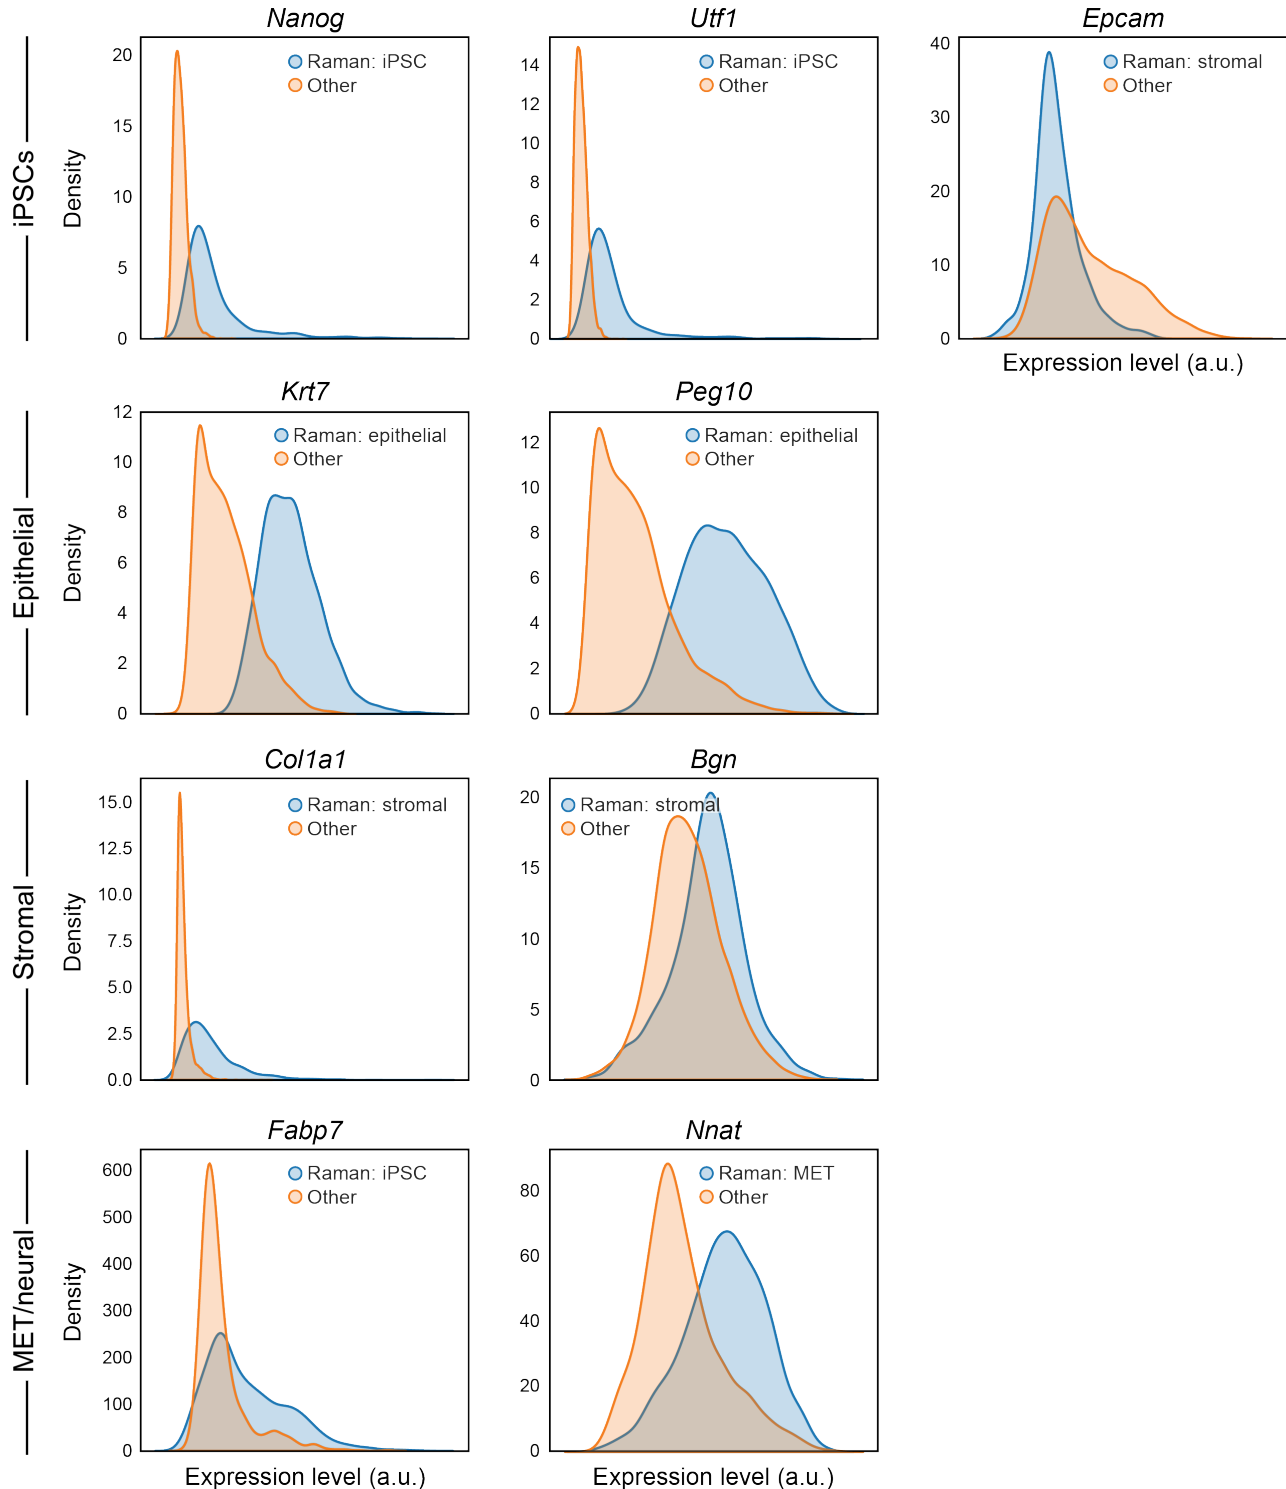 Nanog
Utf1
Epcam
iPSCs
Density
20
15
10
5
0
Raman: iPSC
Other
14
12
10
8
6
4
2
0
Raman: iPSC
Other
40
30
20
10
0
Raman: stromal
Other
Expression level (a.u.)
Krt7
Peg10
Epithelial
Density
12
10
8
6
4
2
0
Raman: epithelial
Other
12
10
8
6
4
2
0
Raman: epithelial
Other
Col1a1
Bgn
Stromal
Density
15.0
12.5
10.0
7.5
5.0
2.5
0.0
Raman: stromal
Other
20
15
10
5
0
Raman: stromal
Other
Fabp7
Nnat
MET/neural
Density
600
500
400
300
200
100
0
Raman: iPSC
Other
80
60
40
20
0
Raman: MET
Other
Expression level (a.u.)
Expression level (a.u.)